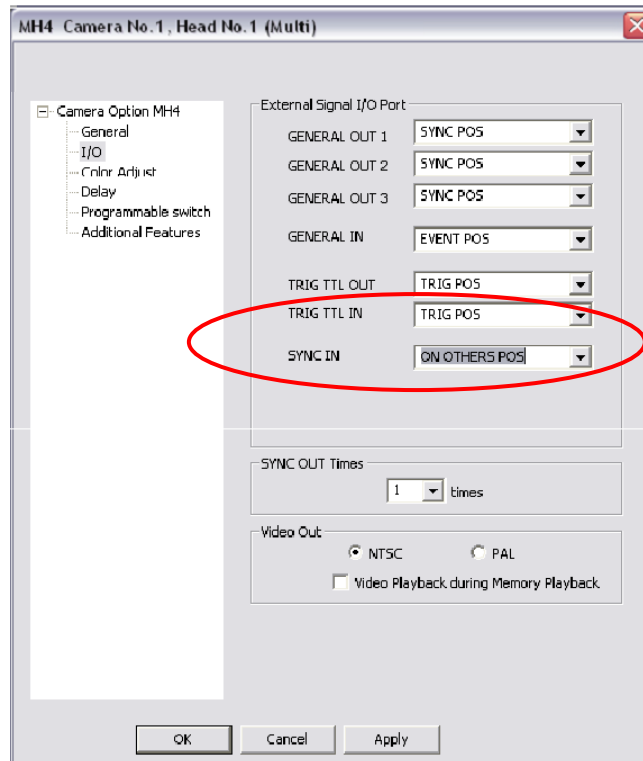 MH4 Camera No.1, Head No.1 (Multi)
Camera Option MH4
General
I/O
Color Adjust
Delay
Programmable switch
Additional Features
External Signal I/O Port
GENERAL OUT 1 SYNC POS
GENERAL OUT 2 SYNC POS
GENERAL OUT 3 SYNC POS
GENERAL IN EVENT POS
TRIG TTL OUT TRIG POS
TRIG TTL IN TRIG POS
SYNC IN ON OTHERS POS
SYNC OUT Times
1 times
Video Out
NTSC PAL
Video Playback during Memory Playback
OK Cancel Apply